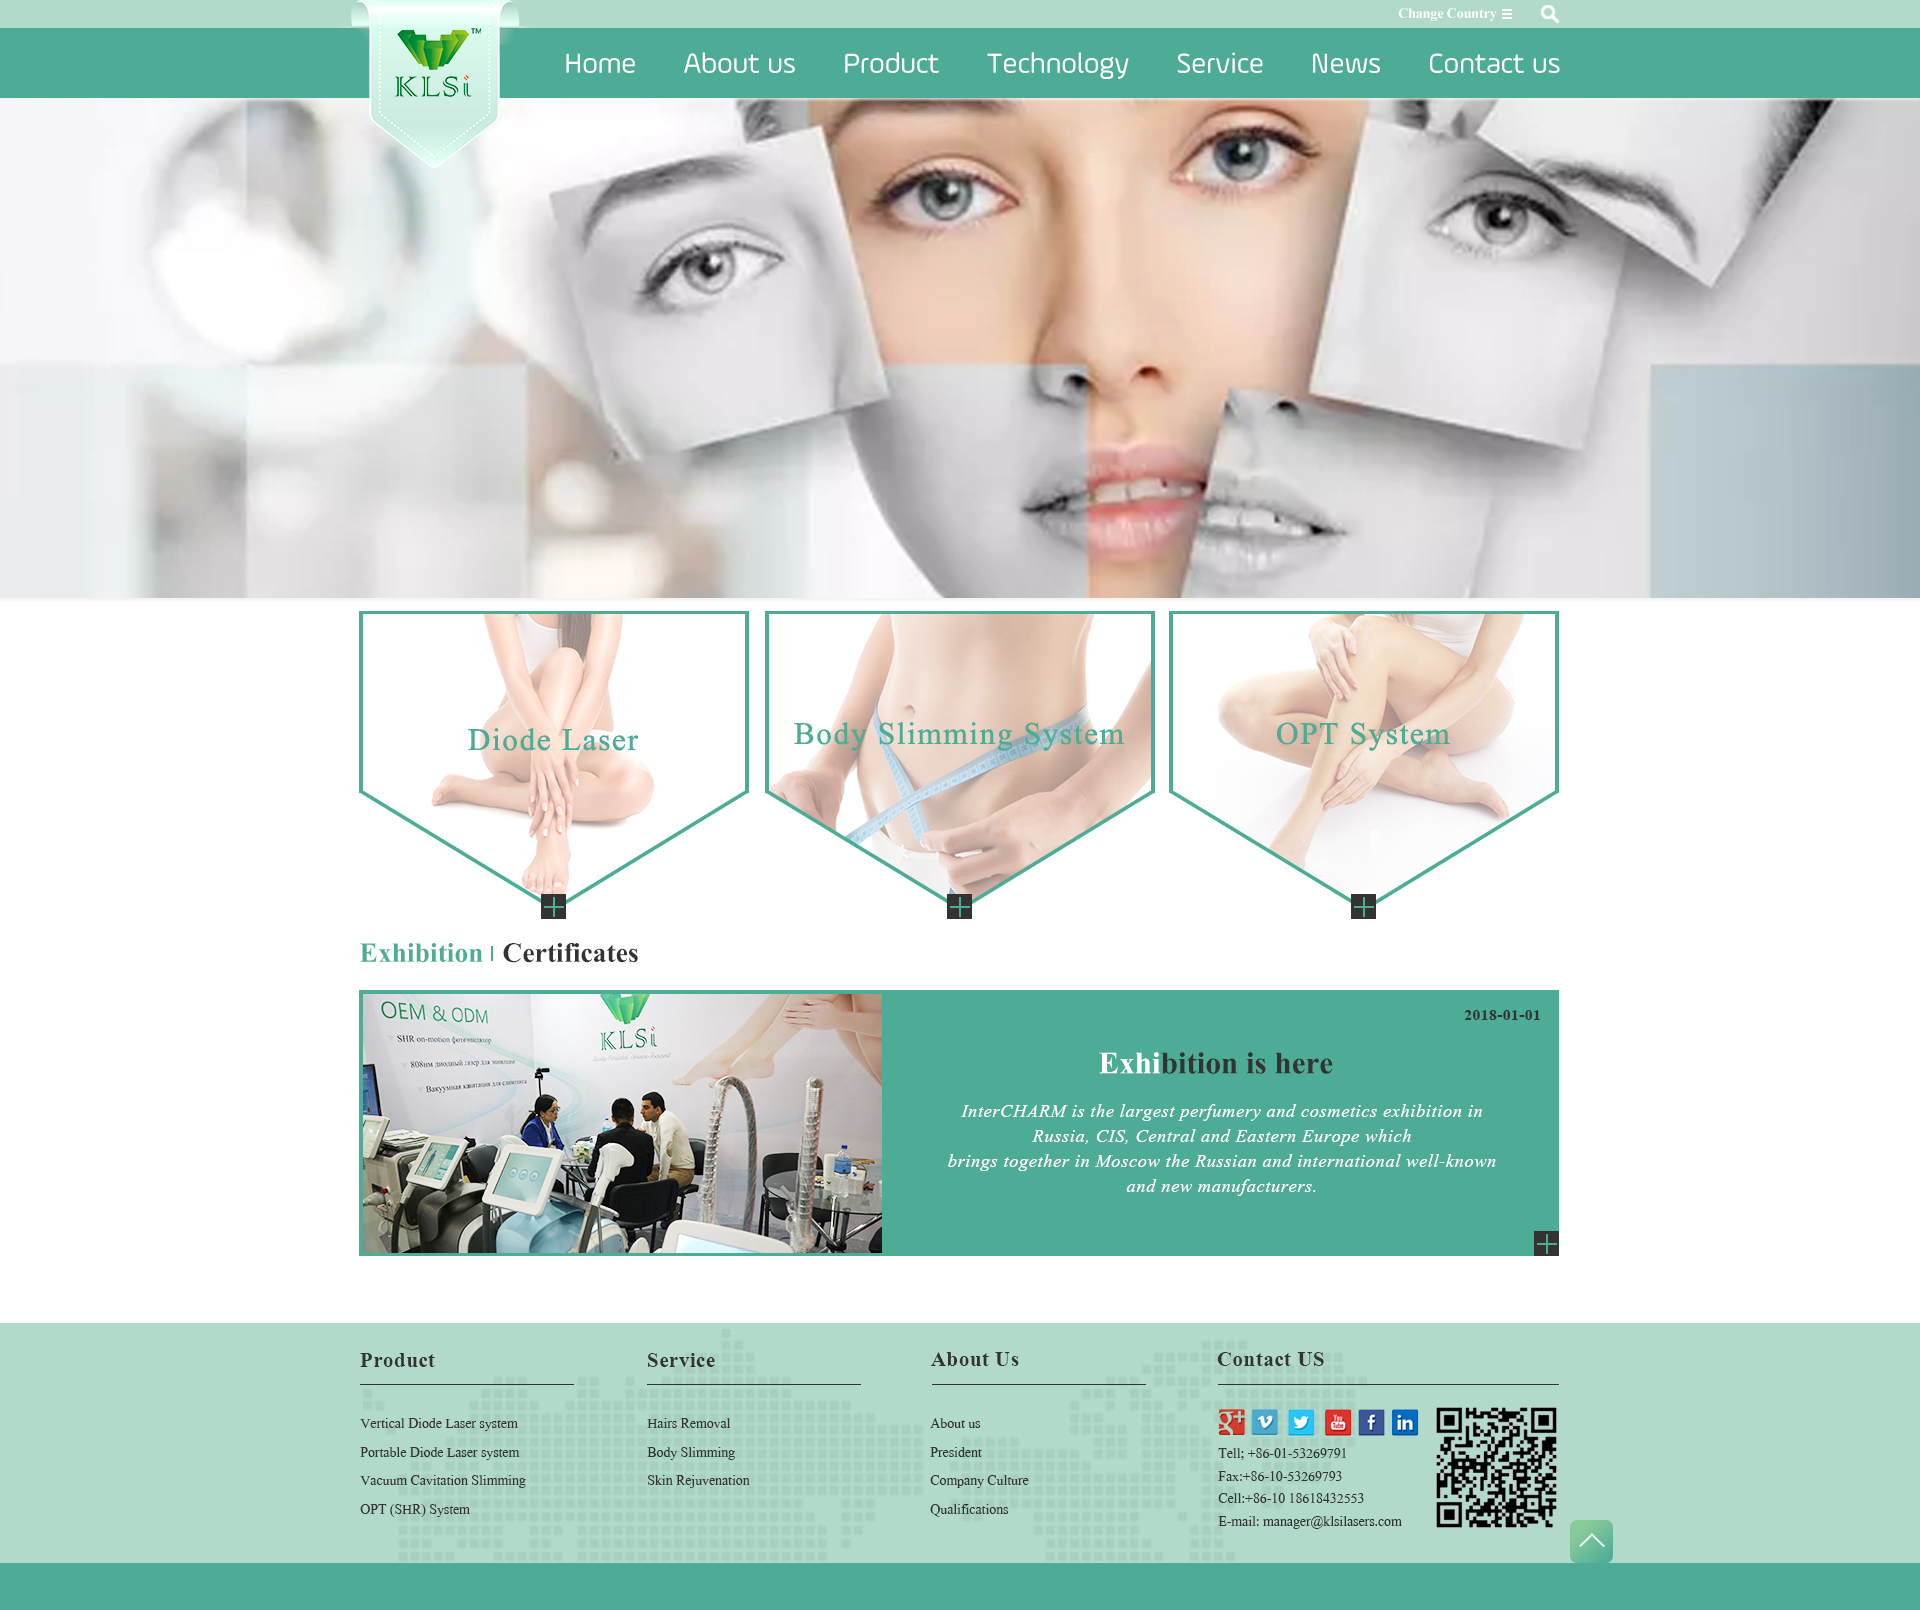 Change Country
TM
KLSi
Home
About us
Product
Technology
Service
News
Contact us
Diode Laser
Body Slimming System
OPT System
Exhibition
Certificates
OEM & ODM
SHR on-motion фотоэпилятор
808нм диодный лазер для эпиляции
Вакуумная кавитация для слиминга
KLSi
2018-01-01
Exhibition is here
InterCHARM is the largest perfumery and cosmetics exhibition in
Russia, CIS, Central and Eastern Europe which
brings together in Moscow the Russian and international well-known
and new manufacturers.
Product
Vertical Diode Laser system
Portable Diode Laser system
Vacuum Cavitation Slimming
OPT (SHR) System
Service
Hairs Removal
Body Slimming
Skin Rejuvenation
About Us
About us
President
Company Culture
Qualifications
Contact US
g+
v
You Tube
f
in
Tell; +86-01-53269791
Fax:+86-10-53269793
Cell:+86-10 18618432553
E-mail: manager@klsilasers.com